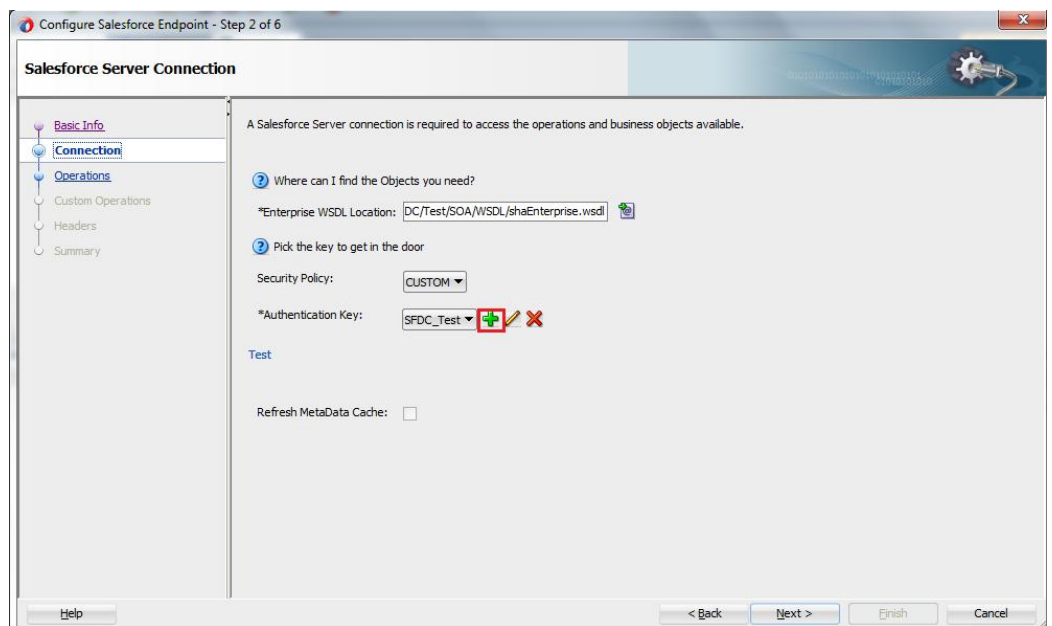 Configure Salesforce Endpoint - Step 2 of 6
Salesforce Server Connection
Basic Info
Connection
Operations
Custom Operations
Headers
Summary
A Salesforce Server connection is required to access the operations and business objects available.
Where can I find the Objects you need?
*Enterprise WSDL Location: DC/Test/SOA/WSDL/shaEnterprise.wsdl
Pick the key to get in the door
Security Policy: CUSTOM
*Authentication Key: SFDC_Test
Test
Refresh MetaData Cache:
Help < Back Next > Finish Cancel